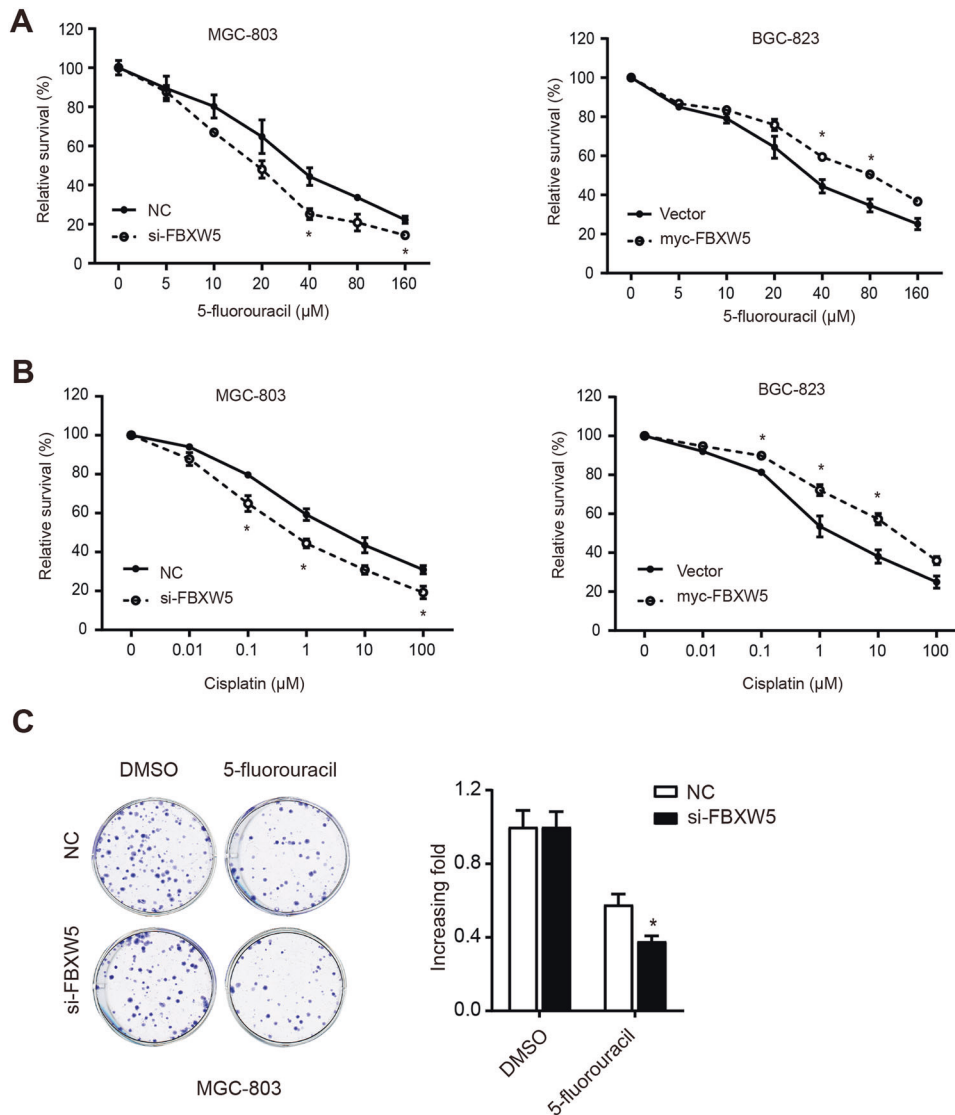 A
MGC-803
120
100
80
60
40
20
0
Relative survival (%)
NC
si-FBXW5
*
*
0 5 10 20 40 80 160
5-fluorouracil (µM)
BGC-823
120
100
80
60
40
20
0
Relative survival (%)
*
*
Vector
myc-FBXW5
0 5 10 20 40 80 160
5-fluorouracil (µM)
B
MGC-803
120
100
80
60
40
20
0
Relative survival (%)
*
*
*
NC
si-FBXW5
0 0.01 0.1 1 10 100
Cisplatin (µM)
BGC-823
120
100
80
60
40
20
0
Relative survival (%)
*
*
*
Vector
myc-FBXW5
0 0.01 0.1 1 10 100
Cisplatin (µM)
C
DMSO 5-fluorouracil
NC
si-FBXW5
MGC-803
1.2
0.8
0.4
0.0
Increasing fold
NC
si-FBXW5
*
DMSO
5-fluorouracil